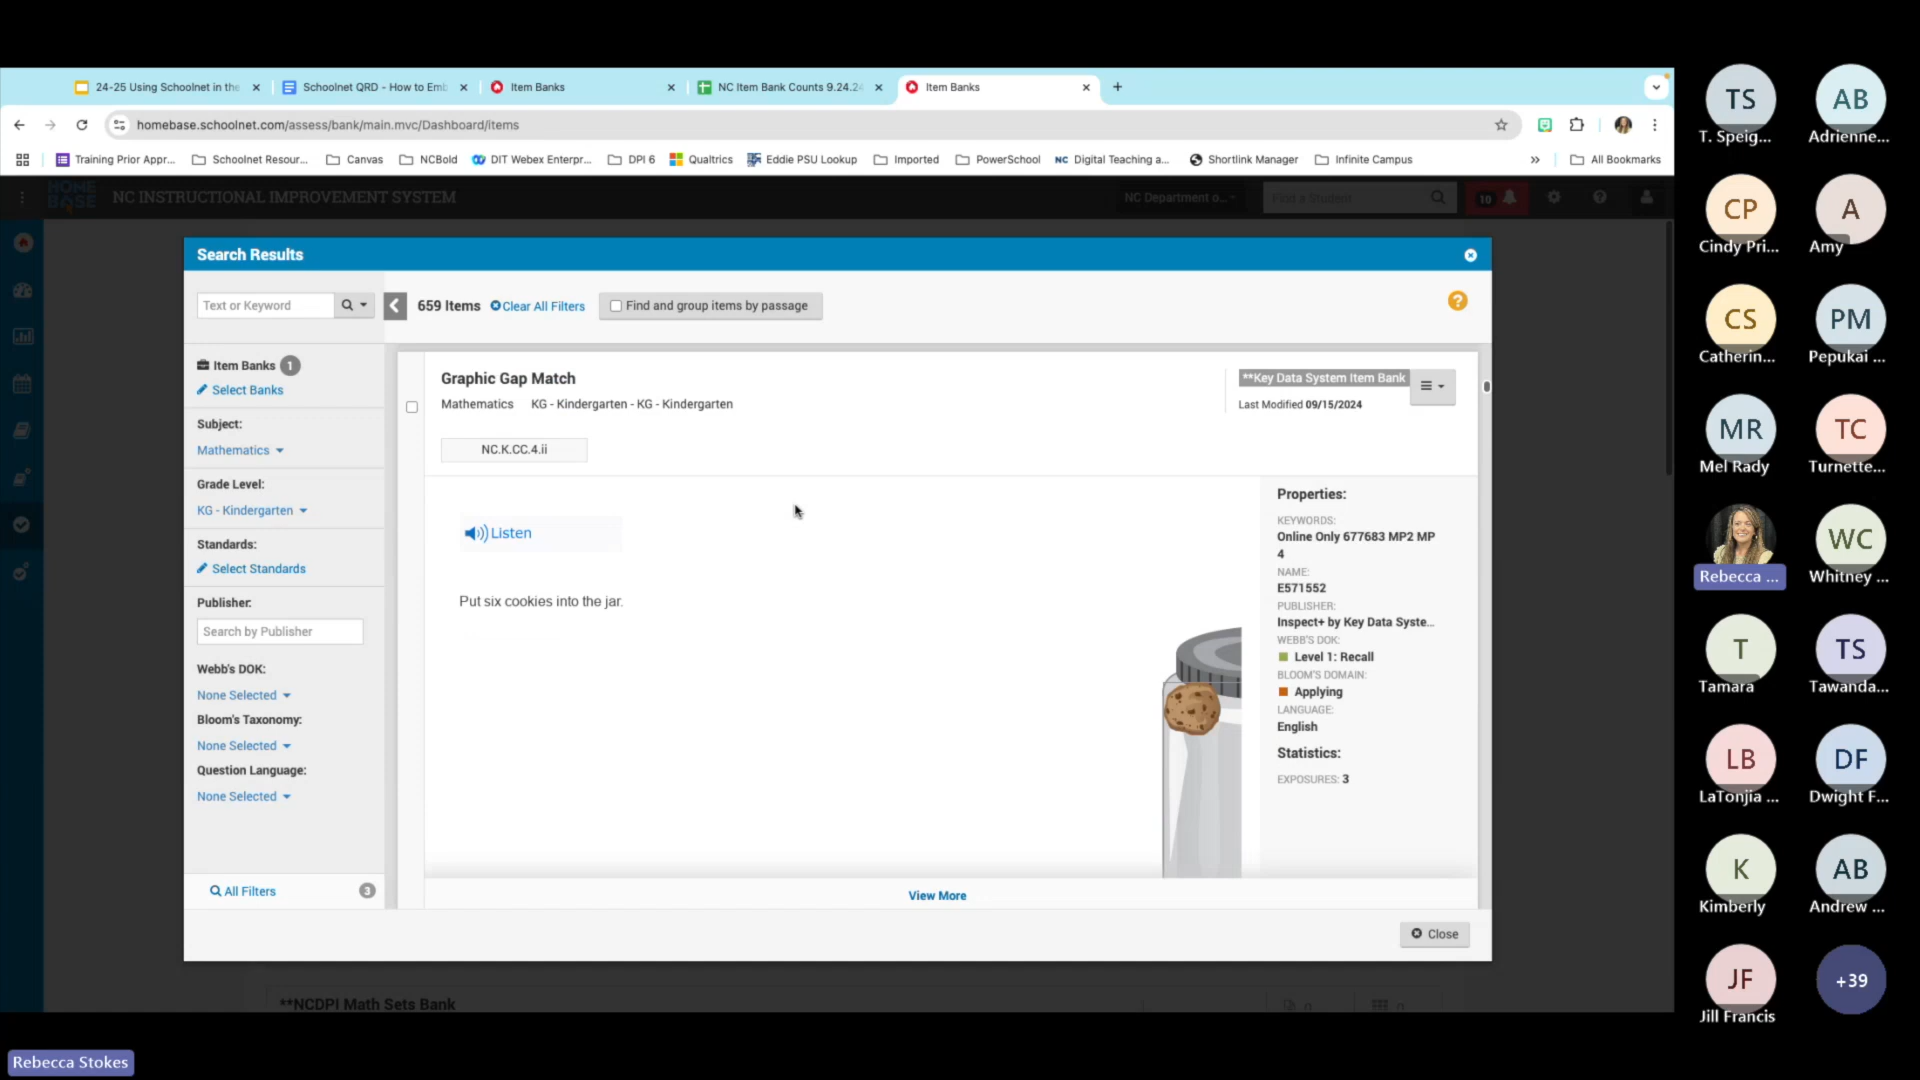 24-25 Using Schoolnet in the
Schoolnet QRD - How to Emb
Item Banks
NC Item Bank Counts 9.24.24
Item Banks
homebase.schoolnet.com/assess/bank/main.mvc/Dashboard/Items
Training Prior Appr...
Schoolnet Resour...
Canvas
NCBold
DIT Webex Enterpr...
DPI 6
Qualtrics
Eddie PSU Lookup
Imported
PowerSchool
NC Digital Teaching a...
Shortlink Manager
Infinite Campus
All Bookmarks
HOME BASE
NC INSTRUCTIONAL IMPROVEMENT SYSTEM
NC Department o...
Find a Student
10
Search Results
Text or Keyword
659 Items
Clear All Filters
Find and group items by passage
Item Banks 1
Select Banks
Subject:
Mathematics
Grade Level:
KG - Kindergarten
Standards:
Select Standards
Publisher:
Search by Publisher
Webb's DOK:
None Selected
Bloom's Taxonomy:
None Selected
Question Language:
None Selected
All Filters 3
Graphic Gap Match
Mathematics KG - Kindergarten - KG - Kindergarten
**Key Data System Item Bank
Last Modified 09/15/2024
NC.K.CC.4.ii
Listen
Put six cookies into the jar.
Properties:
KEYWORDS:
Online Only 677683 MP2 MP
4
NAME:
E571552
PUBLISHER:
Inspect+ by Key Data Syste...
WEBB'S DOK:
Level 1: Recall
BLOOM'S DOMAIN:
Applying
LANGUAGE:
English
Statistics:
EXPOSURES: 3
View More
Close
**NCDPI Math Sets Bank
0
0
TS
T. Speig...
AB
Adrienne...
CP
Cindy Pri...
A
Amy
CS
Catherin...
PM
Pepukai ...
MR
Mel Rady
TC
Turnette...
Rebecca ...
WC
Whitney ...
T
Tamara
TS
Tawanda...
LB
LaTonjia ...
DF
Dwight F...
K
Kimberly
AB
Andrew ...
JF
Jill Francis
+39
Rebecca Stokes